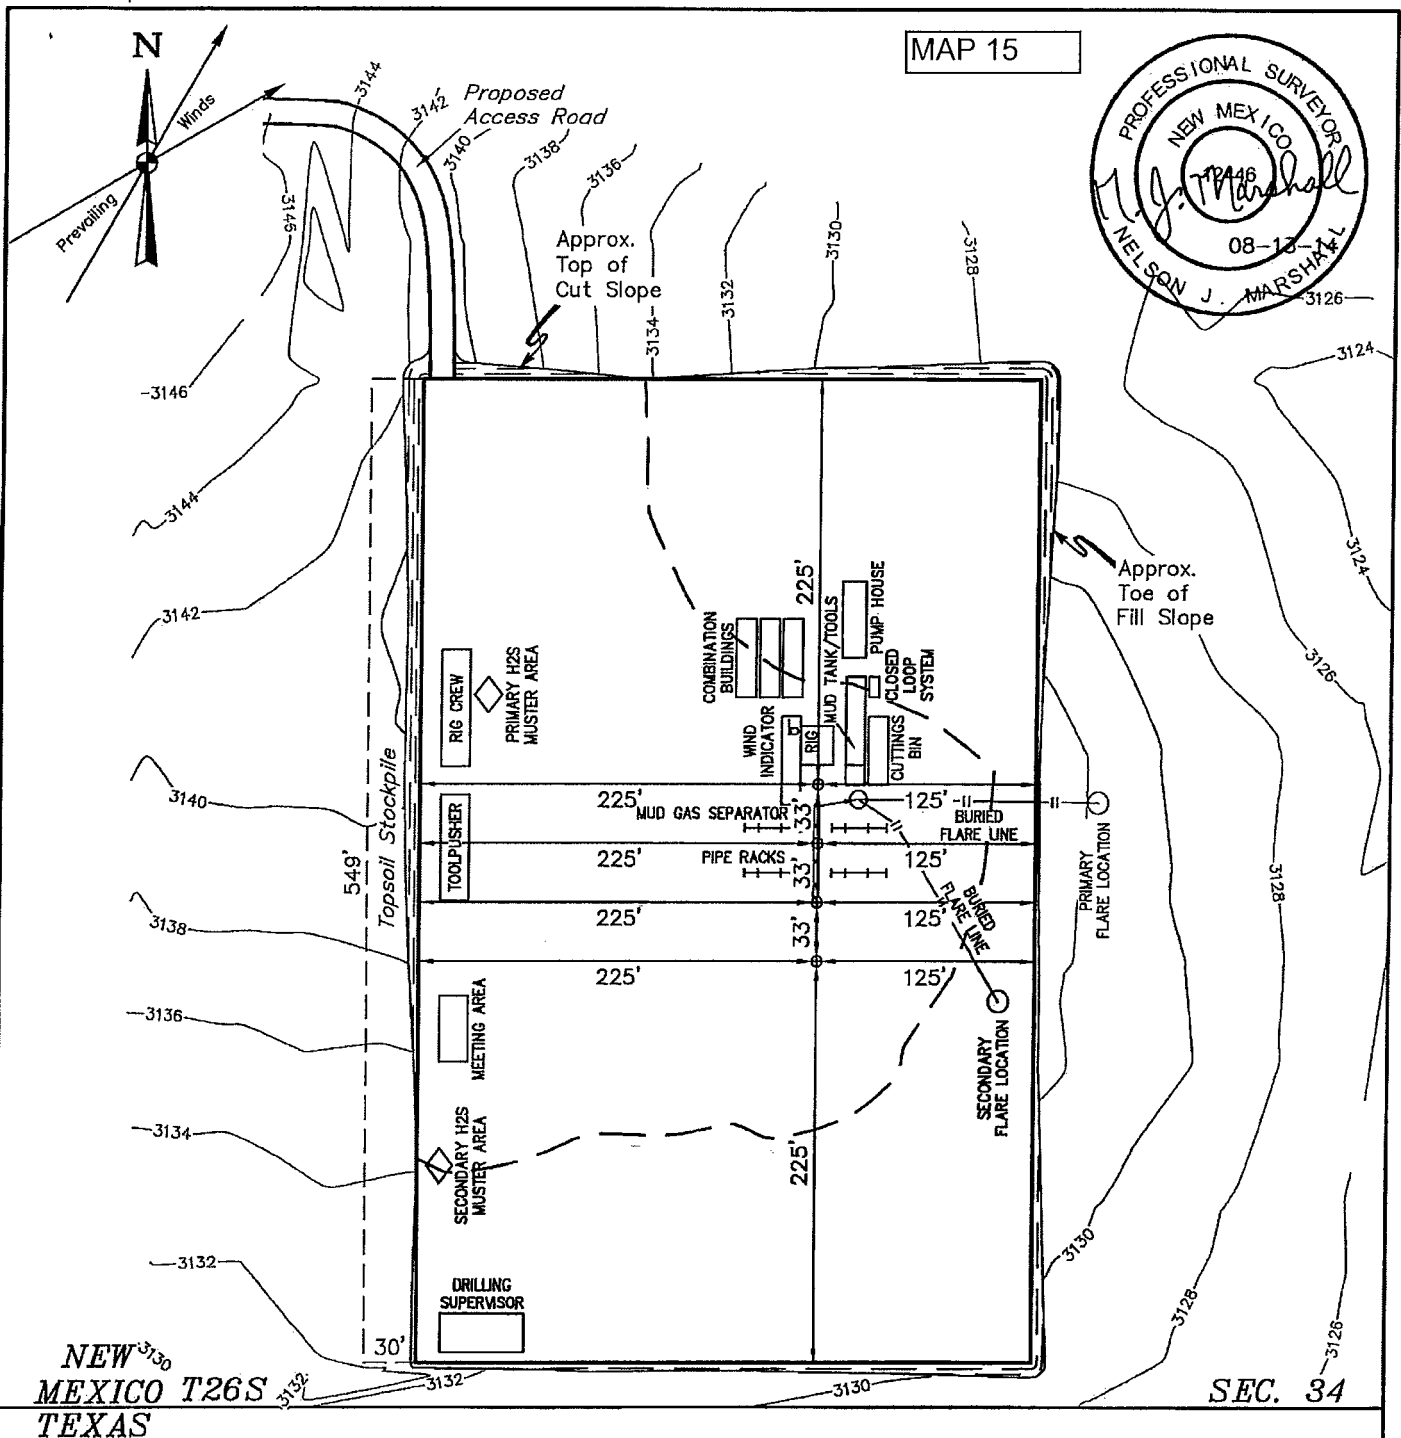 MAP 15
N
Winds
Prevailing
Proposed
Access Road
PROFESSIONAL SURVEYOR
NEW MEXICO
12446
N. J. Marshall
08-13-14
NELSON J. MARSHALL
3144
3142
3140
3138
3136
3134
3132
3130
3128
3126
3124
3146
Approx.
Top of
Cut Slope
3146
3144
3142
3140
3138
3136
3134
3132
3130
3132
3132
3130
3124
3126
3128
3130
3128
3126
Approx.
Toe of
Fill Slope
225'
COMBINATION
BUILDINGS
MUD TANK/TOOLS
PUMP HOUSE
CLOSED
LOOP
SYSTEM
RIG CREW
PRIMARY H2S
MUSTER AREA
WIND
INDICATOR
RIG
CUTTINGS
BIN
Topsoil Stockpile
549'
TOOLPUSHER
225'
125'
MUD GAS SEPARATOR
33'
BURIED
FLARE LINE
225'
125'
PIPE RACKS
33'
PRIMARY
FLARE LOCATION
225'
125'
BURIED
FLARE LINE
33'
225'
125'
MEETING AREA
SECONDARY
FLARE LOCATION
SECONDARY H2S
MUSTER AREA
225'
DRILLING
SUPERVISOR
30'
NEW
MEXICO T26S
SEC. 34
TEXAS